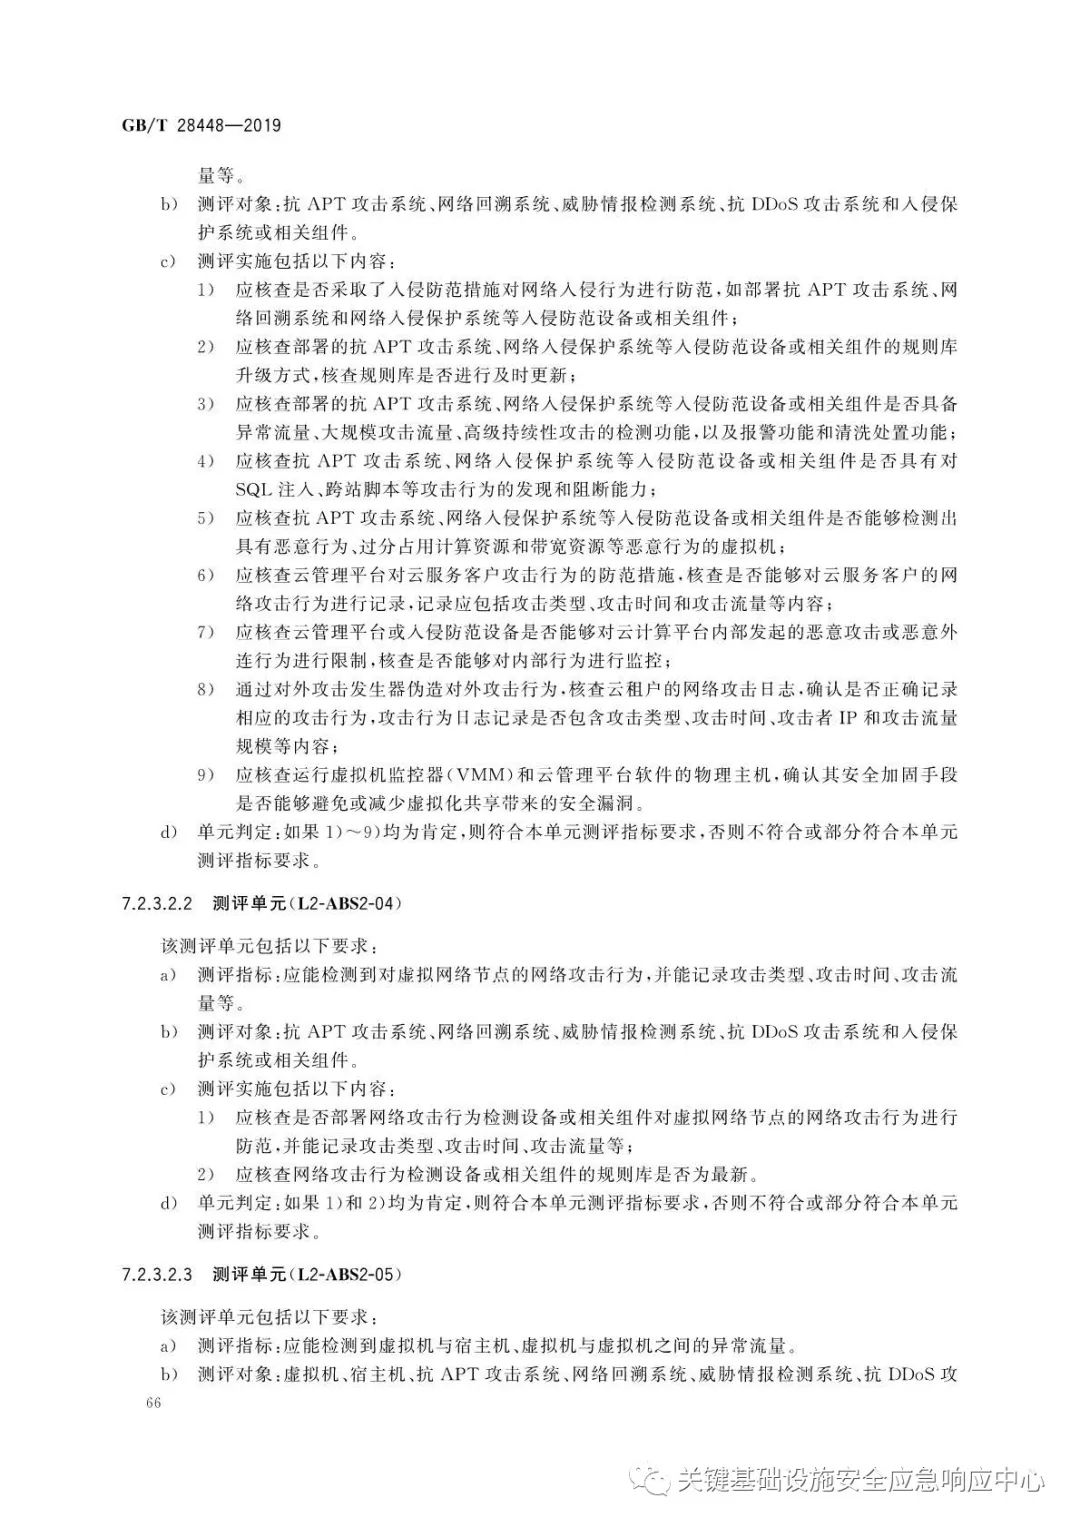 GB/T 28448—2019
量等。
b) 测评对象:抗 APT 攻击系统、网络回溯系统、威胁情报检测系统、抗 DDoS 攻击系统和入侵保
护系统或相关组件。
c) 测评实施包括以下内容:
1) 应核查是否采取了入侵防范措施对网络入侵行为进行防范,如部署抗 APT 攻击系统、网
络回溯系统和网络入侵保护系统等入侵防范设备或相关组件;
2) 应核查部署的抗 APT 攻击系统、网络入侵保护系统等入侵防范设备或相关组件的规则库
升级方式,核查规则库是否进行及时更新;
3) 应核查部署的抗 APT 攻击系统、网络入侵保护系统等入侵防范设备或相关组件是否具备
异常流量、大规模攻击流量、高级持续性攻击的检测功能,以及报警功能和清洗处置功能;
4) 应核查抗 APT 攻击系统、网络入侵保护系统等入侵防范设备或相关组件是否具有对
SQL 注入、跨站脚本等攻击行为的发现和阻断能力;
5) 应核查抗 APT 攻击系统、网络入侵保护系统等入侵防范设备或相关组件是否能够检测出
具有恶意行为、过分占用计算资源和带宽资源等恶意行为的虚拟机;
6) 应核查云管理平台对云服务客户攻击行为的防范措施,核查是否能够对云服务客户的网
络攻击行为进行记录,记录应包括攻击类型、攻击时间和攻击流量等内容;
7) 应核查云管理平台或入侵防范设备是否能够对云计算平台内部发起的恶意攻击或恶意外
连行为进行限制,核查是否能够对内部行为进行监控;
8) 通过对外攻击发生器伪造对外攻击行为,核查云租户的网络攻击日志,确认是否正确记录
相应的攻击行为,攻击行为日志记录是否包含攻击类型、攻击时间、攻击者 IP 和攻击流量
规模等内容;
9) 应核查运行虚拟机监控器(VMM)和云管理平台软件的物理主机,确认其安全加固手段
是否能够避免或减少虚拟化共享带来的安全漏洞。
d) 单元判定:如果 1)~9)均为肯定,则符合本单元测评指标要求,否则不符合或部分符合本单元
测评指标要求。
7.2.3.2.2 测评单元(L2-ABS2-04)
该测评单元包括以下要求:
a) 测评指标:应能检测到对虚拟网络节点的网络攻击行为,并能记录攻击类型、攻击时间、攻击流
量等。
b) 测评对象:抗 APT 攻击系统、网络回溯系统、威胁情报检测系统、抗 DDoS 攻击系统和入侵保
护系统或相关组件。
c) 测评实施包括以下内容:
1) 应核查是否部署网络攻击行为检测设备或相关组件对虚拟网络节点的网络攻击行为进行
防范,并能记录攻击类型、攻击时间、攻击流量等;
2) 应核查网络攻击行为检测设备或相关组件的规则库是否为最新。
d) 单元判定:如果 1)和 2)均为肯定,则符合本单元测评指标要求,否则不符合或部分符合本单元
测评指标要求。
7.2.3.2.3 测评单元(L2-ABS2-05)
该测评单元包括以下要求:
a) 测评指标:应能检测到虚拟机与宿主机、虚拟机与虚拟机之间的异常流量。
b) 测评对象:虚拟机、宿主机、抗 APT 攻击系统、网络回溯系统、威胁情报检测系统、抗 DDoS 攻
66
关键基础设施安全应急响应中心